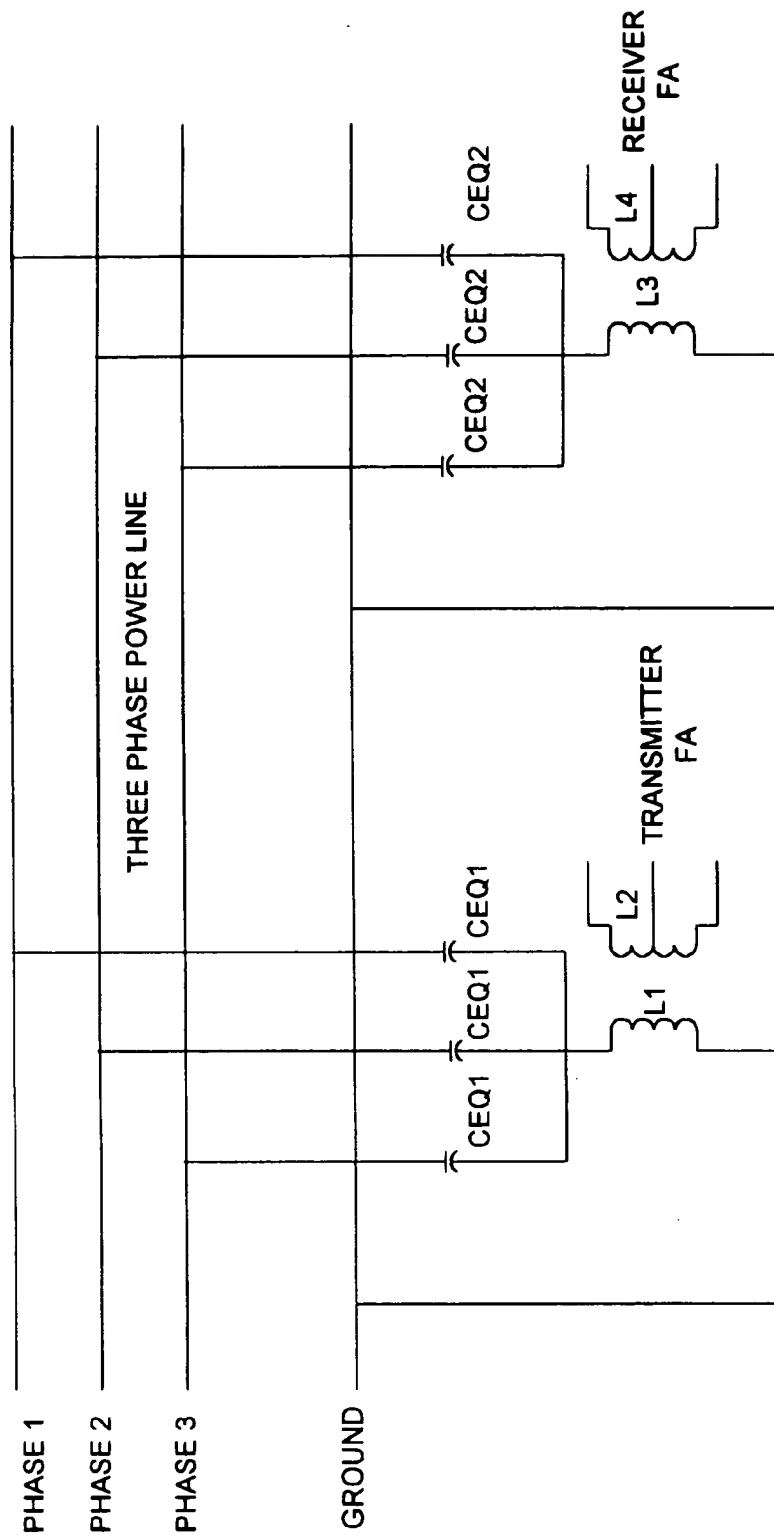 PHASE 1
PHASE 2
PHASE 3
GROUND
THREE PHASE POWER LINE
CEQ1
CEQ1
CEQ1
L1
L2
TRANSMITTER
FA
CEQ2
CEQ2
CEQ2
L3
L4
RECEIVER
FA